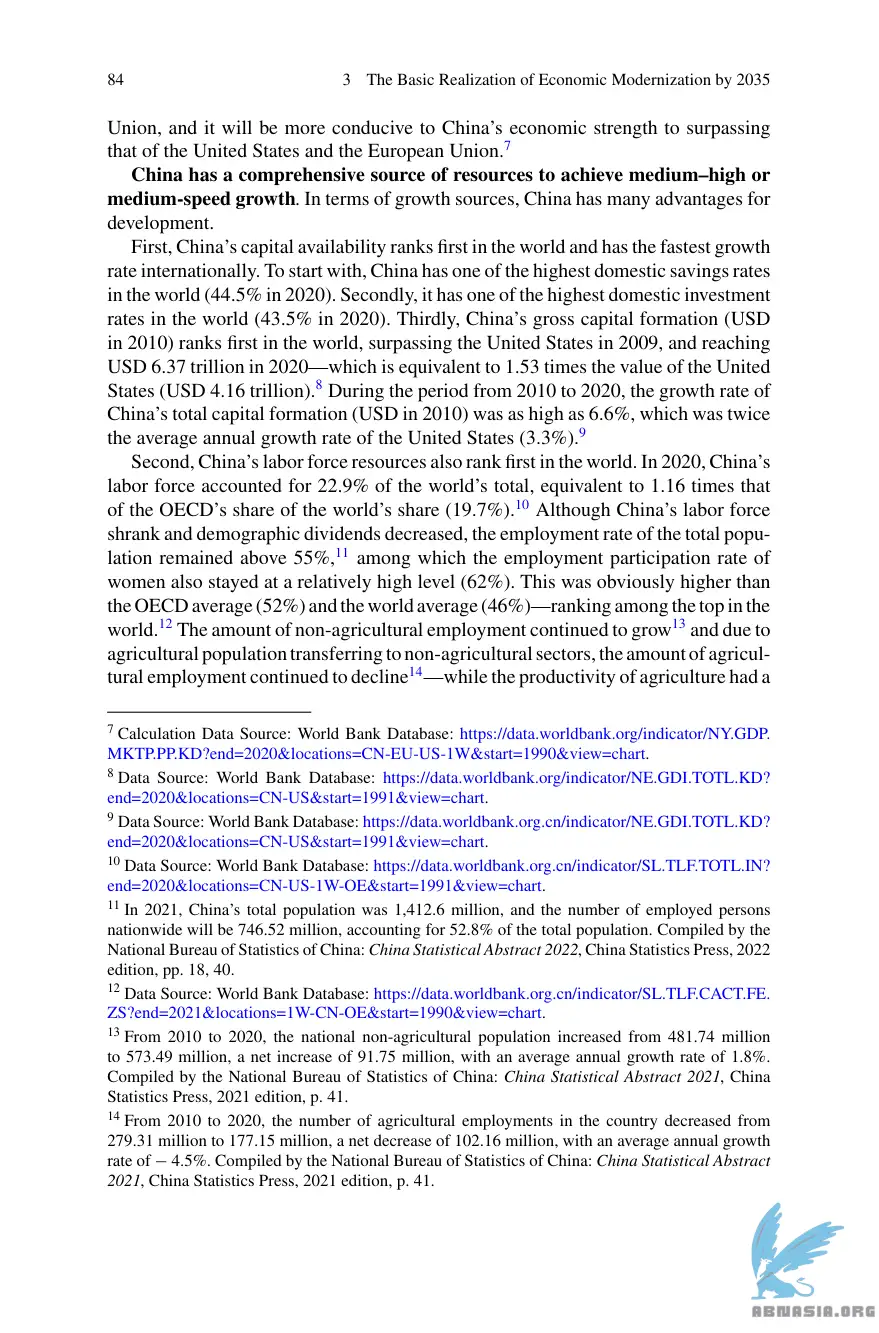 84 3 The Basic Realization of Economic Modernization by 2035
Union, and it will be more conducive to China's economic strength to surpassing
that of the United States and the European Union.7
China has a comprehensive source of resources to achieve medium–high or
medium-speed growth. In terms of growth sources, China has many advantages for
development.
First, China's capital availability ranks first in the world and has the fastest growth
rate internationally. To start with, China has one of the highest domestic savings rates
in the world (44.5% in 2020). Secondly, it has one of the highest domestic investment
rates in the world (43.5% in 2020). Thirdly, China's gross capital formation (USD
in 2010) ranks first in the world, surpassing the United States in 2009, and reaching
USD 6.37 trillion in 2020—which is equivalent to 1.53 times the value of the United
States (USD 4.16 trillion).8 During the period from 2010 to 2020, the growth rate of
China's total capital formation (USD in 2010) was as high as 6.6%, which was twice
the average annual growth rate of the United States (3.3%).9
Second, China's labor force resources also rank first in the world. In 2020, China's
labor force accounted for 22.9% of the world's total, equivalent to 1.16 times that
of the OECD's share of the world's share (19.7%).10 Although China's labor force
shrank and demographic dividends decreased, the employment rate of the total popu-
lation remained above 55%,11 among which the employment participation rate of
women also stayed at a relatively high level (62%). This was obviously higher than
the OECD average (52%) and the world average (46%)—ranking among the top in the
world.12 The amount of non-agricultural employment continued to grow13 and due to
agricultural population transferring to non-agricultural sectors, the amount of agricul-
tural employment continued to decline14—while the productivity of agriculture had a
7 Calculation Data Source: World Bank Database: https://data.worldbank.org/indicator/NY.GDP.
MKTP.PP.KD?end=2020&locations=CN-EU-US-1W&start=1990&view=chart.
8 Data Source: World Bank Database: https://data.worldbank.org/indicator/NE.GDI.TOTL.KD?
end=2020&locations=CN-US&start=1991&view=chart.
9 Data Source: World Bank Database: https://data.worldbank.org.cn/indicator/NE.GDI.TOTL.KD?
end=2020&locations=CN-US&start=1991&view=chart.
10 Data Source: World Bank Database: https://data.worldbank.org.cn/indicator/SL.TLF.TOTL.IN?
end=2020&locations=CN-US-1W-OE&start=1991&view=chart.
11 In 2021, China's total population was 1,412.6 million, and the number of employed persons
nationwide will be 746.52 million, accounting for 52.8% of the total population. Compiled by the
National Bureau of Statistics of China: China Statistical Abstract 2022, China Statistics Press, 2022
edition, pp. 18, 40.
12 Data Source: World Bank Database: https://data.worldbank.org.cn/indicator/SL.TLF.CACT.FE.
ZS?end=2021&locations=1W-CN-OE&start=1990&view=chart.
13 From 2010 to 2020, the national non-agricultural population increased from 481.74 million
to 573.49 million, a net increase of 91.75 million, with an average annual growth rate of 1.8%.
Compiled by the National Bureau of Statistics of China: China Statistical Abstract 2021, China
Statistics Press, 2021 edition, p. 41.
14 From 2010 to 2020, the number of agricultural employments in the country decreased from
279.31 million to 177.15 million, a net decrease of 102.16 million, with an average annual growth
rate of − 4.5%. Compiled by the National Bureau of Statistics of China: China Statistical Abstract
2021, China Statistics Press, 2021 edition, p. 41.
ABNASIA.ORG